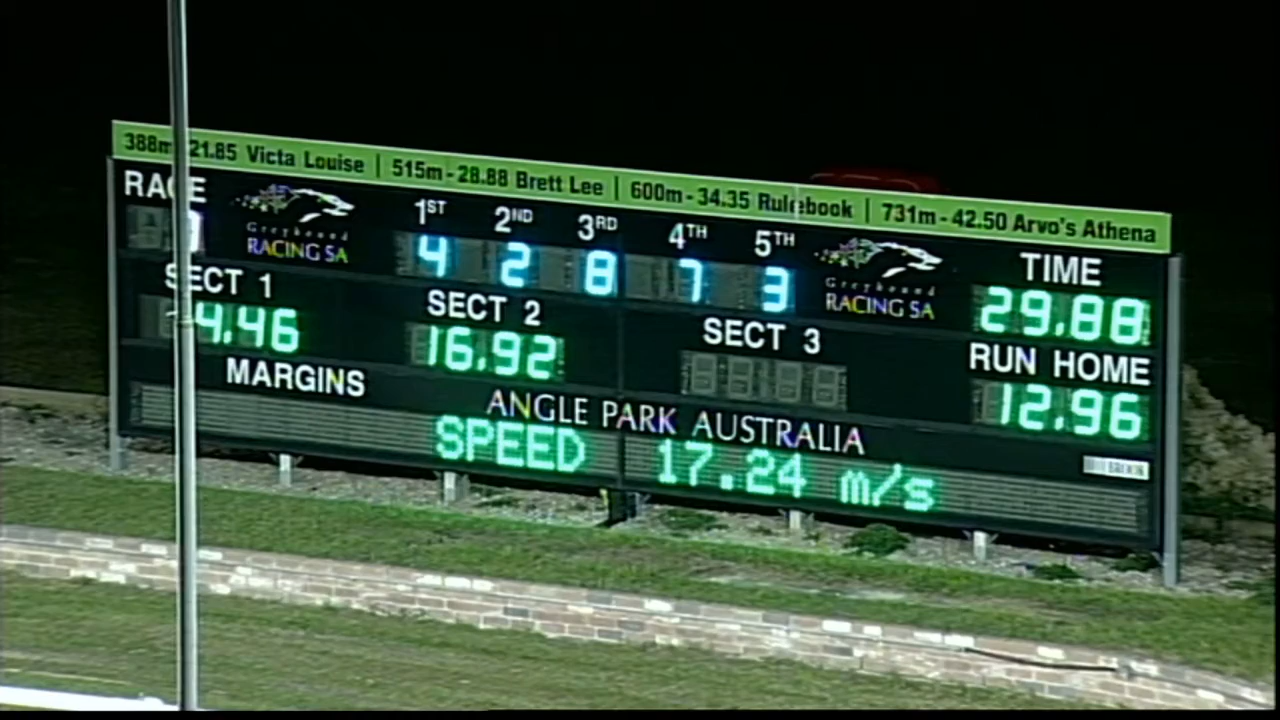 388m 21.85 Victa Louise | 515m - 28.88 Brett Lee | 600m - 34.35 Rulebook | 731m - 42.50 Arvo's Athena
RACE
Greyhound
RACING SA
1ST 2ND 3RD 4TH 5TH
4 2 8 7 3
Greyhound
RACING SA
TIME
29.88
SECT 1
4.46
SECT 2
16.92
SECT 3
RUN HOME
12.96
MARGINS
ANGLE PARK AUSTRALIA
SPEED 17.24 m/s